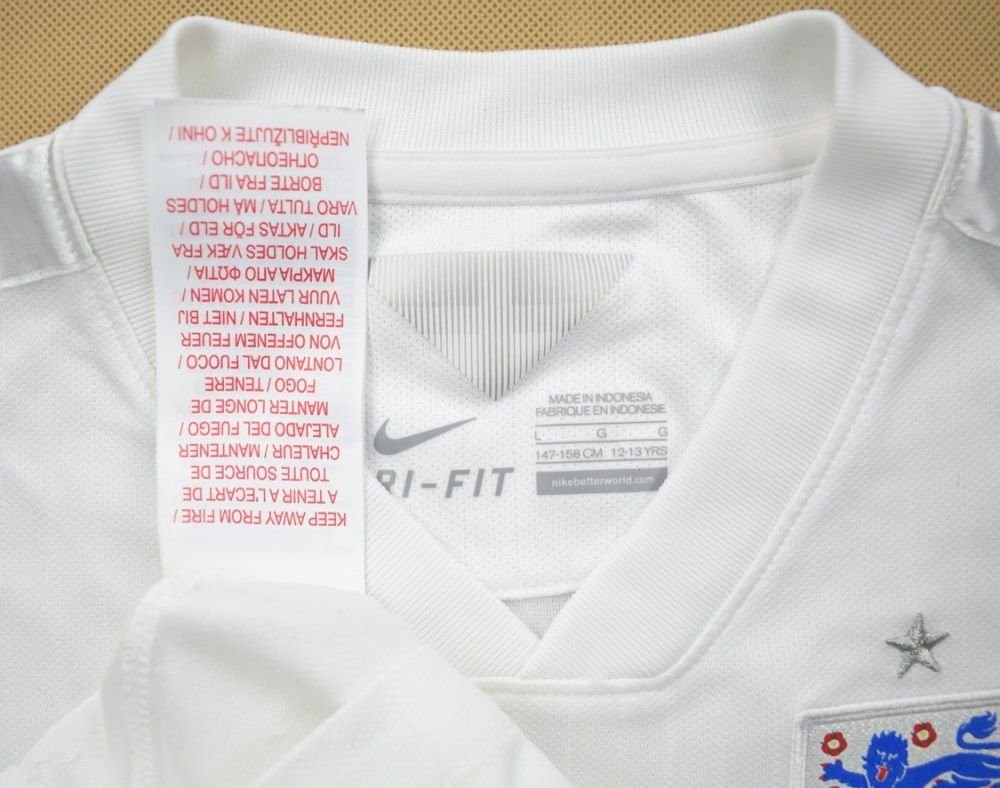 KEEP AWAY FROM FIRE /
A TENIR A L'ECART DE
TOUTE SOURCE DE
CHALEUR / MANTENER
ALEJADO DEL FUEGO /
MANTER LONGE DE
FOGO / TENERE
LONTANO DAL FUOCO /
VON OFFENEM FEUER
FERNHALTEN / NIET BIJ
VUUR LATEN KOMEN /
ΜΑΚΡΙΑ ΑΠΟ ΦΩΤΙΑ /
SKAL HOLDES VÆK FRA
ILD / AKTAS FÖR ELD /
VARO TULTA / MÅ HOLDES
BORTE FRA ILD /
ОГНЕОПАСНО /
NEPŘIBLIŽUJTE K OHNI /
RI-FIT
MADE IN INDONESIA
FABRIQUE EN INDONESIE
L G G
147-158 CM 12-13 YRS
nikebetterworld.com